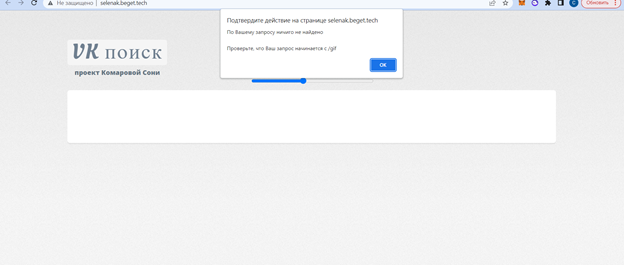 Не защищено | selenak.beget.tech
Обновить
Подтвердите действие на странице selenak.beget.tech
По Вашему запросу ничего не найдено
Проверьте, что Ваш запрос начинается с /gif
ОК
VK поиск
проект Комаровой Сони